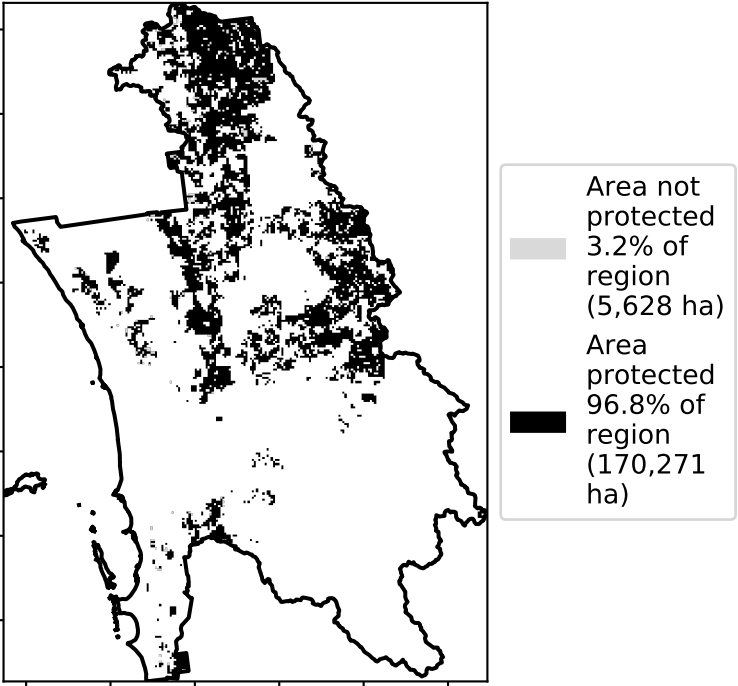 Area not
protected
3.2% of
region
(5,628 ha)
Area
protected
96.8% of
region
(170,271
ha)